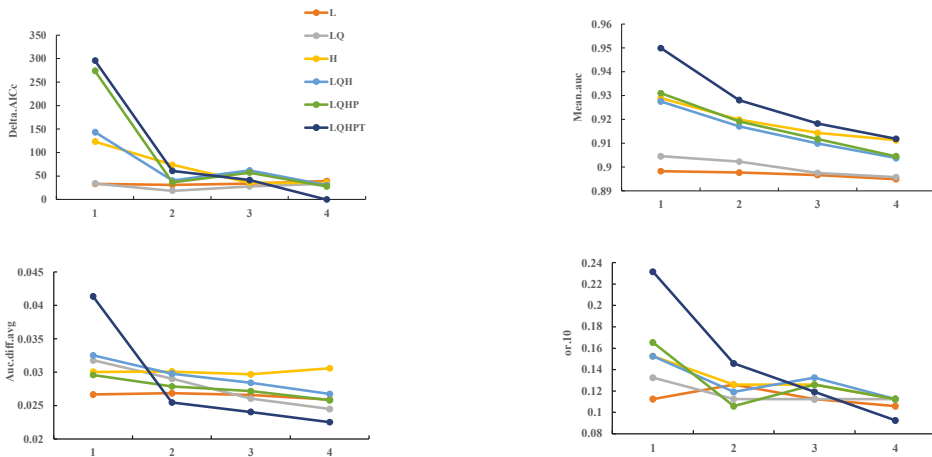 L
LQ
H
LQH
LQHP
LQHPT
Delta.AICc
350
300
250
200
150
100
50
0
1 2 3 4
Mean.auc
0.96
0.95
0.94
0.93
0.92
0.91
0.9
0.89
1 2 3 4
Auc.diff.avg
0.045
0.04
0.035
0.03
0.025
0.02
1 2 3 4
or.10
0.24
0.2
0.2
0.16
0.16
0.12
0.1
0.08
1 2 3 4